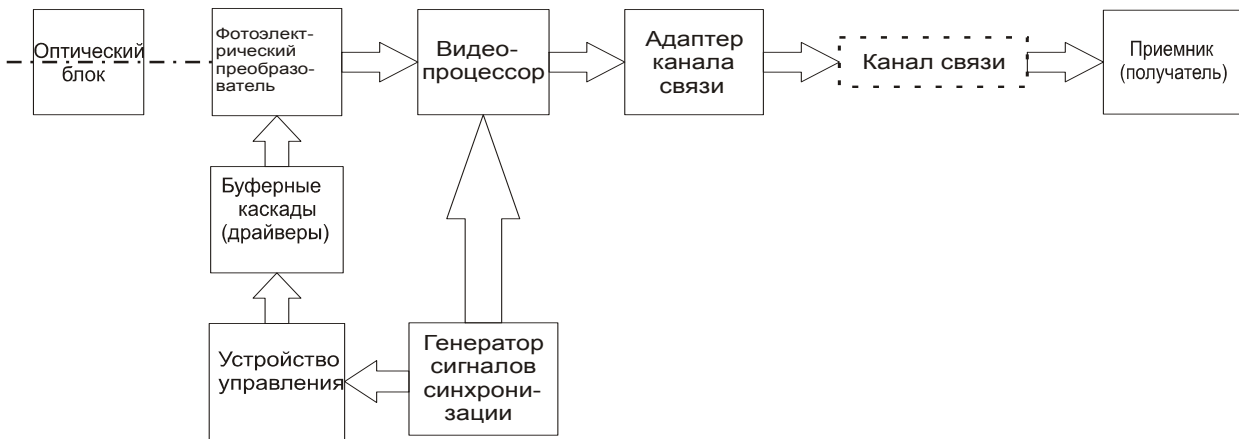 Оптический
блок
Фотоэлект-
рический
преобразо-
ватель
Видео-
процессор
Адаптер
канала
связи
Канал связи
Приемник
(получатель)
Буферные
каскады
(драйверы)
Устройство
управления
Генератор
сигналов
синхрони-
зации